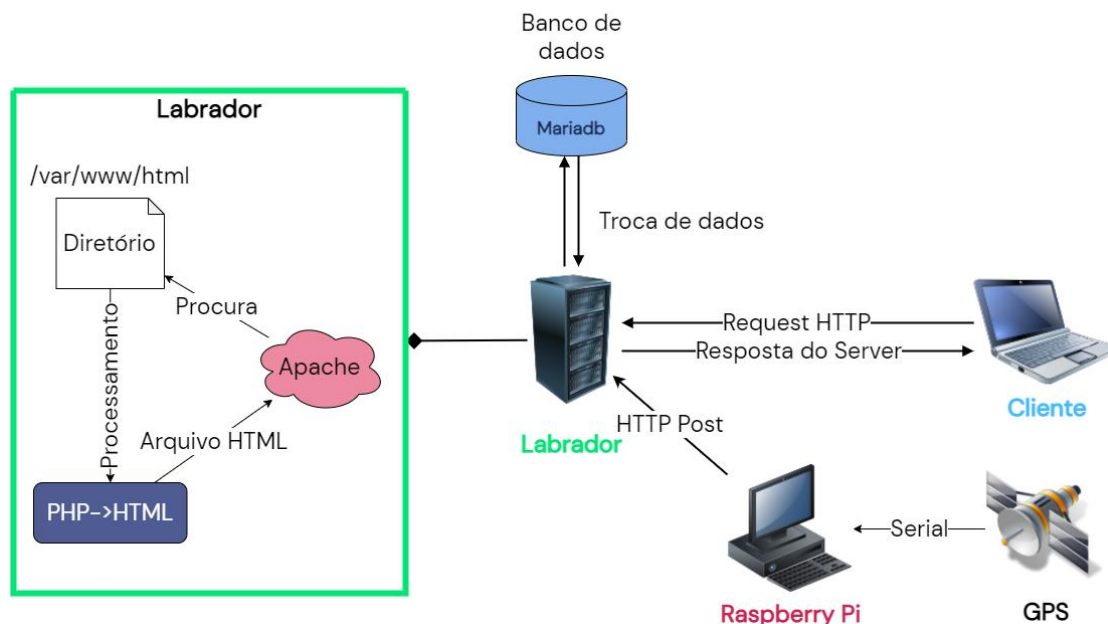 Banco de
dados
Mariadb
Troca de dados
Labrador
/var/www/html
Diretório
Procura
Processamento
Apache
Arquivo HTML
PHP->HTML
Request HTTP
Resposta do Server
Cliente
Labrador
HTTP Post
Serial
Raspberry Pi
GPS